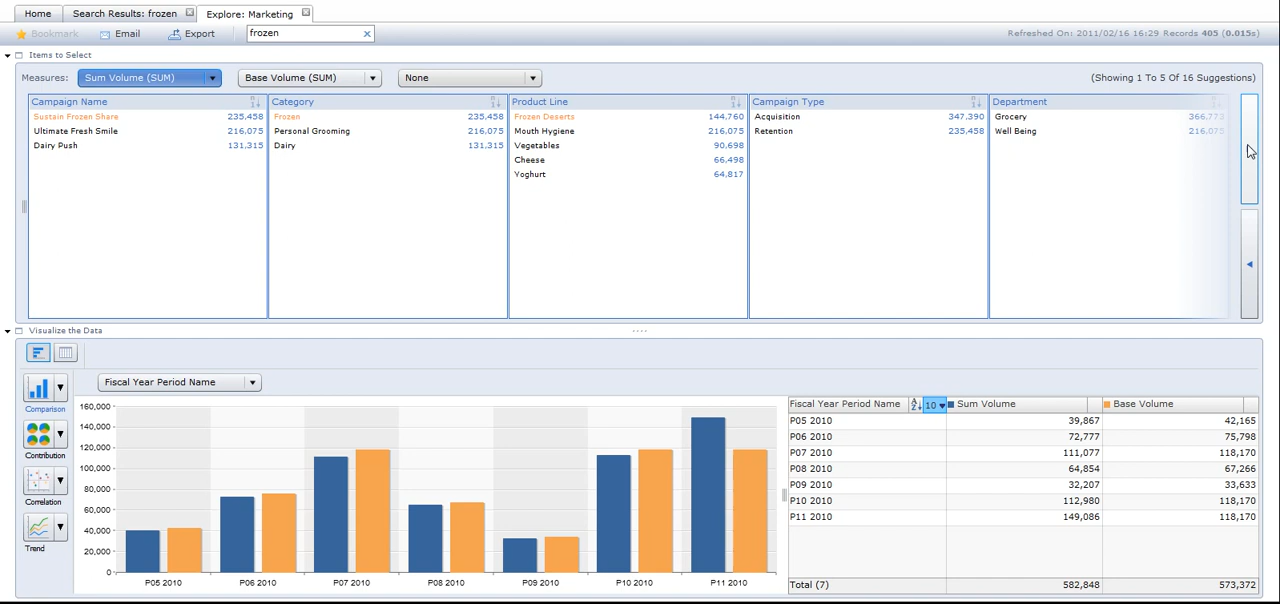 Home Search Results: frozen Explore: Marketing
Bookmark Email Export frozen Refreshed On: 2011/02/16 16:29 Records 405 (0.015s)
Items to Select
Measures: Sum Volume (SUM) Base Volume (SUM) None (Showing 1 To 5 Of 16 Suggestions)
Campaign Name Category Product Line Campaign Type Department
Sustain Frozen Share 235,458 Frozen 235,458 Frozen Deserts 144,760 Acquisition 347,390 Grocery 366,773
Ultimate Fresh Smile 216,075 Personal Grooming 216,075 Mouth Hygiene 216,075 Retention 235,458 Well Being 216,075
Dairy Push 131,315 Dairy 131,315 Vegetables 90,698
Cheese 66,498
Yoghurt 64,817
Visualize the Data
Fiscal Year Period Name
Comparison
Contribution
Correlation
Trend
160,000
140,000
120,000
100,000
80,000
60,000
40,000
20,000
0
P05 2010 P06 2010 P07 2010 P08 2010 P09 2010 P10 2010 P11 2010
Fiscal Year Period Name 10 Sum Volume Base Volume
P05 2010 39,867 42,165
P06 2010 72,777 75,798
P07 2010 111,077 118,170
P08 2010 64,854 67,266
P09 2010 32,207 33,633
P10 2010 112,980 118,170
P11 2010 149,086 118,170
Total (7) 582,848 573,372